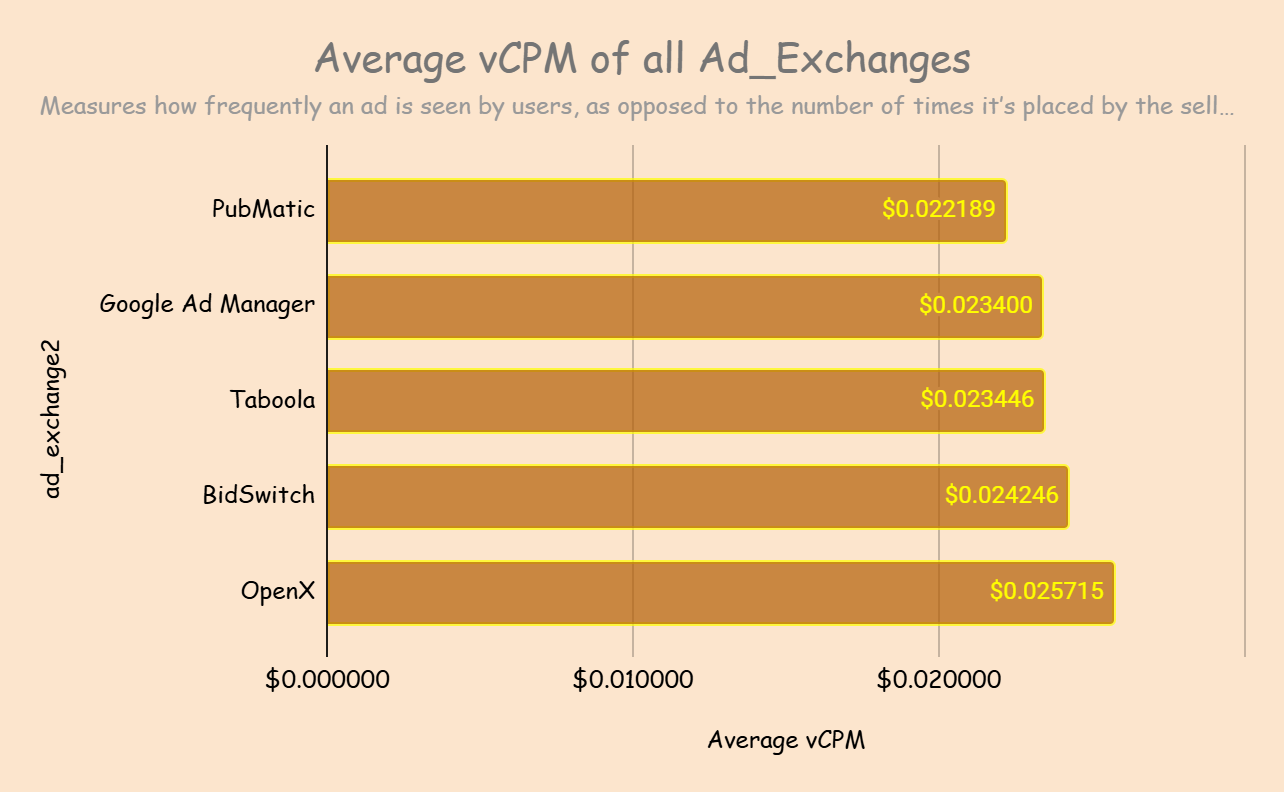 Average vCPM of all Ad_Exchanges
Measures how frequently an ad is seen by users, as opposed to the number of times it’s placed by the sell...
ad_exchange2
PubMatic
$0.022189
Google Ad Manager
$0.023400
Taboola
$0.023446
BidSwitch
$0.024246
OpenX
$0.025715
$0.000000
$0.010000
$0.020000
Average vCPM